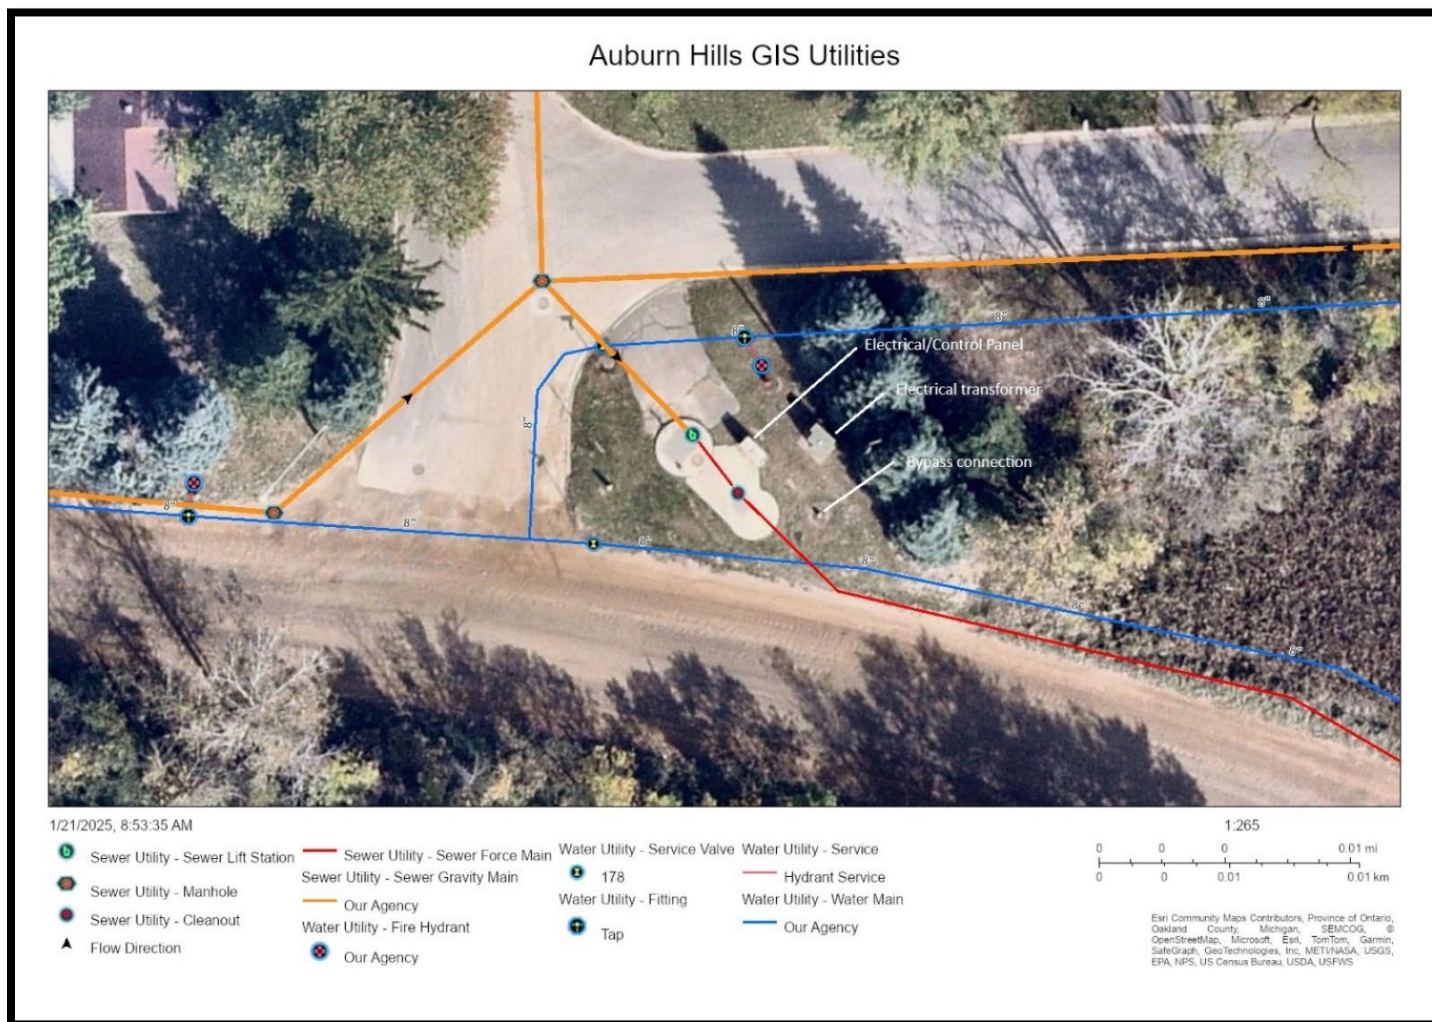 Auburn Hills GIS Utilities
8"
8"
8"
8"
Electrical/Control Panel
Electrical transformer
8"
Bypass connection
8"
8"
8"
1/21/2025, 8:53:35 AM
Sewer Utility - Sewer Lift Station
Sewer Utility - Manhole
Sewer Utility - Cleanout
Flow Direction
Sewer Utility - Sewer Force Main
Sewer Utility - Sewer Gravity Main
Our Agency
Water Utility - Fire Hydrant
Our Agency
Water Utility - Service Valve
178
Water Utility - Fitting
Tap
Water Utility - Service
Hydrant Service
Water Utility - Water Main
Our Agency
1:265
0 0 0 0.01 mi
0 0 0.01 0.01 km
Esri Community Maps Contributors, Province of Ontario,
Oakland County, Michigan, SEMCOG, ©
OpenStreetMap, Microsoft, Esri, TomTom, Garmin,
SafeGraph, GeoTechnologies, Inc, METI/NASA, USGS,
EPA, NPS, US Census Bureau, USDA, USFWS